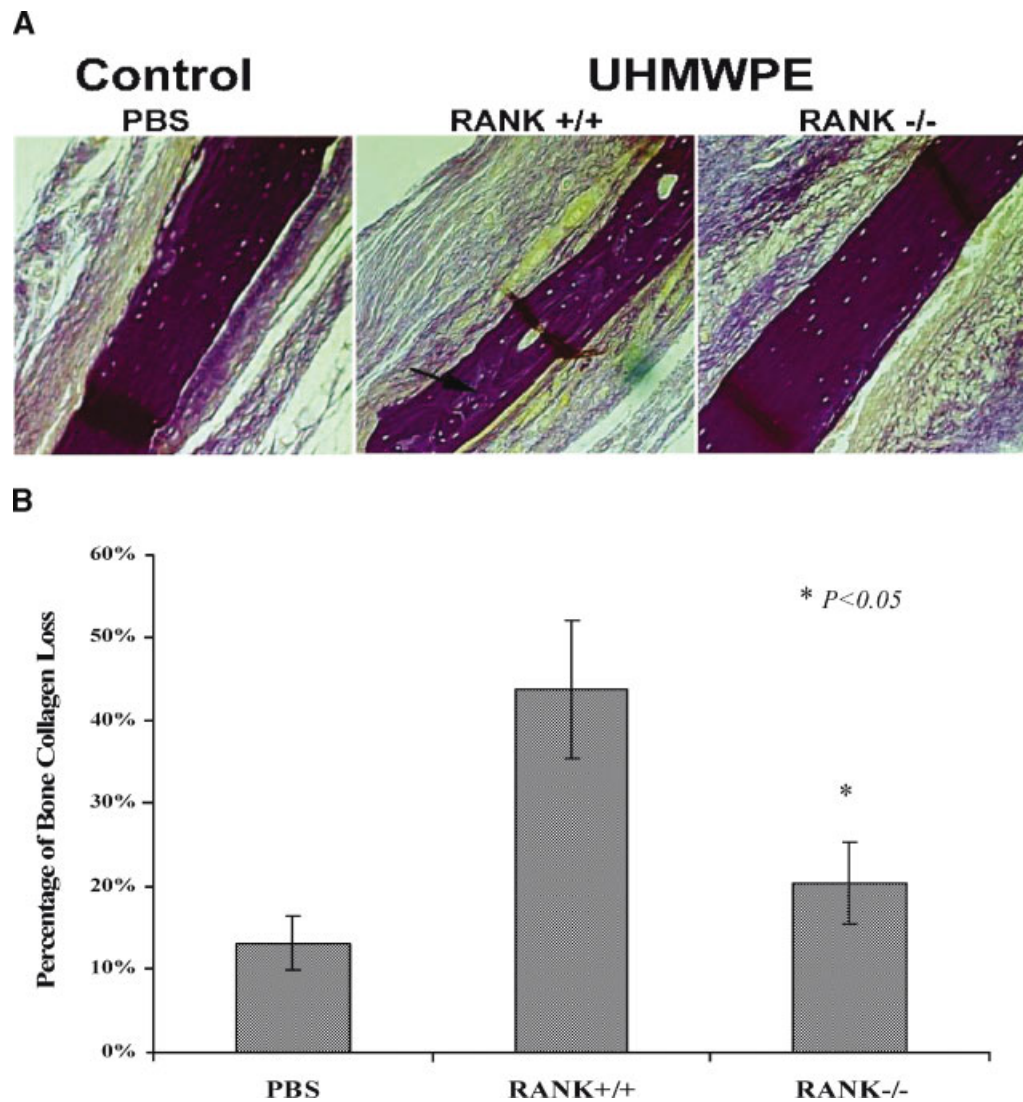 A
Control UHMWPE
PBS RANK +/+ RANK -/-
B
Percentage of Bone Collagen Loss
60%
* P<0.05
50%
40%
30%
*
20%
10%
0%
PBS RANK+/+ RANK-/-